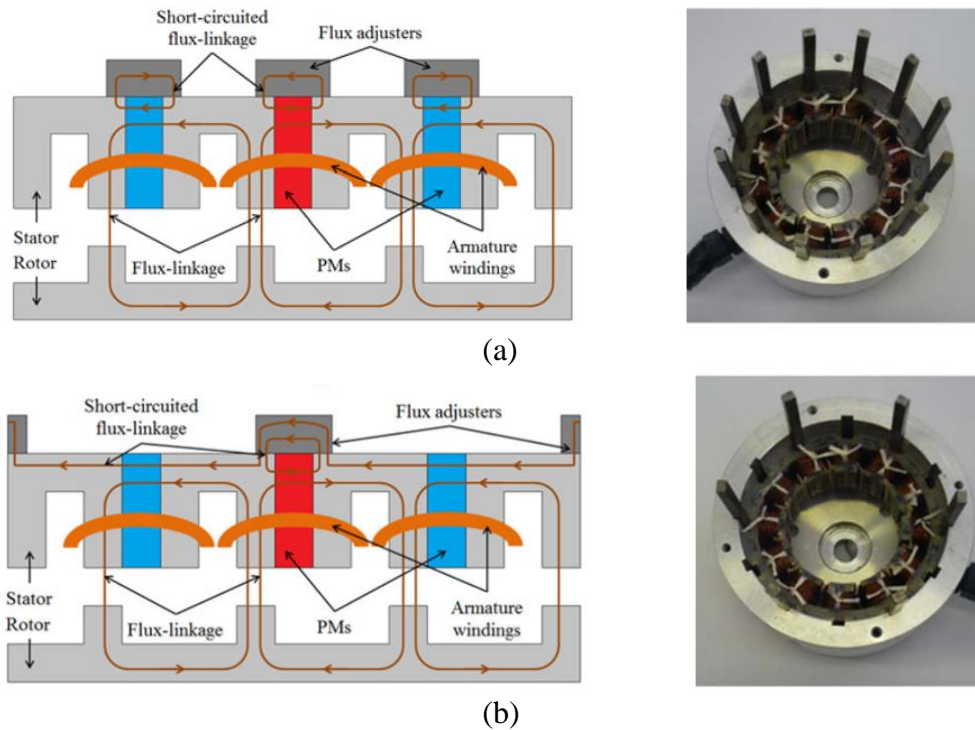 Short-circuited
flux-linkage
Flux adjusters
Stator
Rotor
Flux-linkage
PMs
Armature
windings
(a)
Short-circuited
flux-linkage
Flux adjusters
Stator
Rotor
Flux-linkage
PMs
Armature
windings
(b)